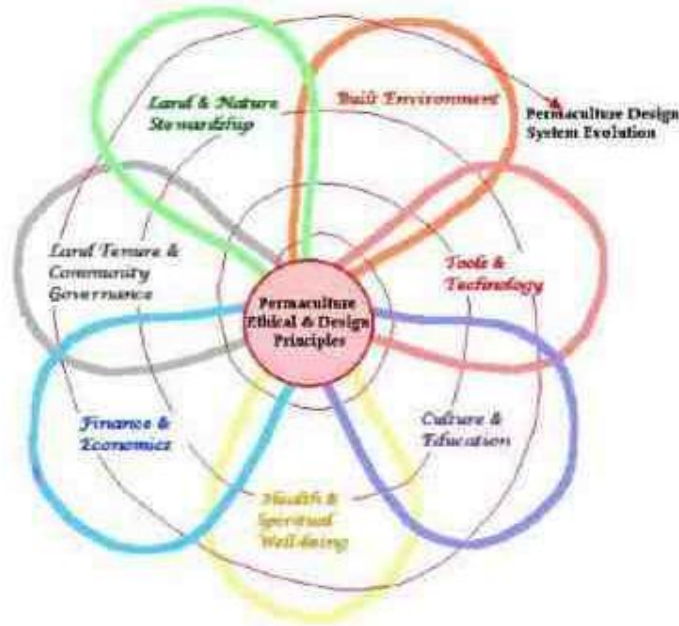 Land & Nature
Stewardship
Built Environment
Permaculture Design
System Evolution
Tools &
Technology
Culture &
Education
Health &
Spiritual
Well-being
Finance &
Economics
Land Tenure &
Community
Governance
Permaculture
Ethical & Design
Principles